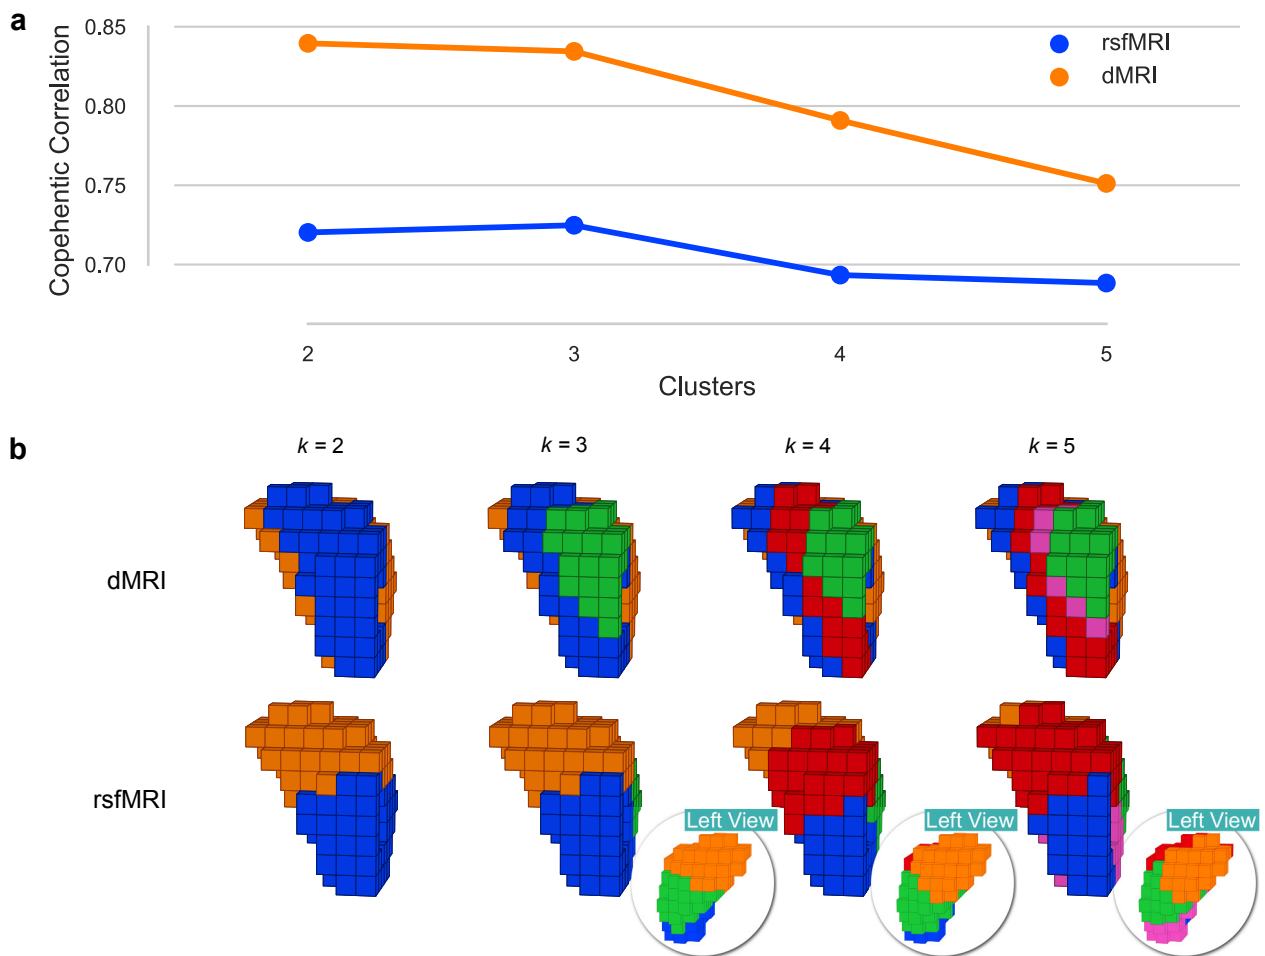 a
Copehentic Correlation
0.85
0.80
0.75
0.70
rsfMRI
dMRI
2 3 4 5
Clusters
b
k = 2 k = 3 k = 4 k = 5
dMRI
rsfMRI
Left View Left View Left View